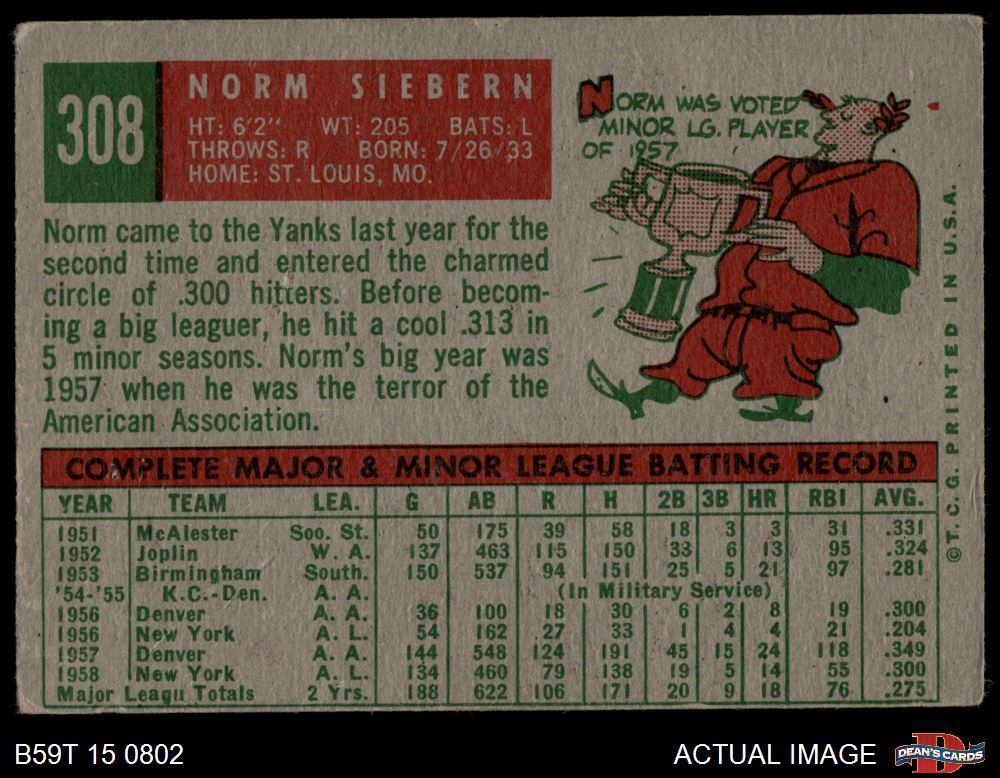 308
NORM SIEBERN
HT: 6'2" WT: 205 BATS: L
THROWS: R BORN: 7/26/33
HOME: ST. LOUIS, MO.
Norm came to the Yanks last year for the
second time and entered the charmed
circle of .300 hitters. Before becom-
ing a big leaguer, he hit a cool .313 in
5 minor seasons. Norm's big year was
1957 when he was the terror of the
American Association.
NORM WAS VOTED
MINOR LG. PLAYER
OF 1957
COMPLETE MAJOR & MINOR LEAGUE BATTING RECORD
YEAR TEAM LEA. G AB R H 2B 3B HR RBI AVG.
1951 McAlester Soo. St. 50 175 39 58 18 3 3 31 .331
1952 Joplin W. A. 137 463 115 150 33 6 13 95 .324
1953 Birmingham South. 150 537 94 151 25 5 21 97 .281
'54-'55 K.C.-Den. A. A. (In Military Service)
1956 Denver A. A. 36 100 18 30 6 2 8 19 .300
1956 New York A. L. 54 162 27 33 1 4 4 21 .204
1957 Denver A. A. 144 548 124 191 45 15 24 118 .349
1958 New York A. L. 134 460 79 138 19 5 14 55 .300
Major Leagu Totals 2 Yrs. 188 622 106 171 20 9 18 76 .275
©T. C. G. PRINTED IN U.S.A.
B59T 15 0802
ACTUAL IMAGE
DEAN'S CARDS